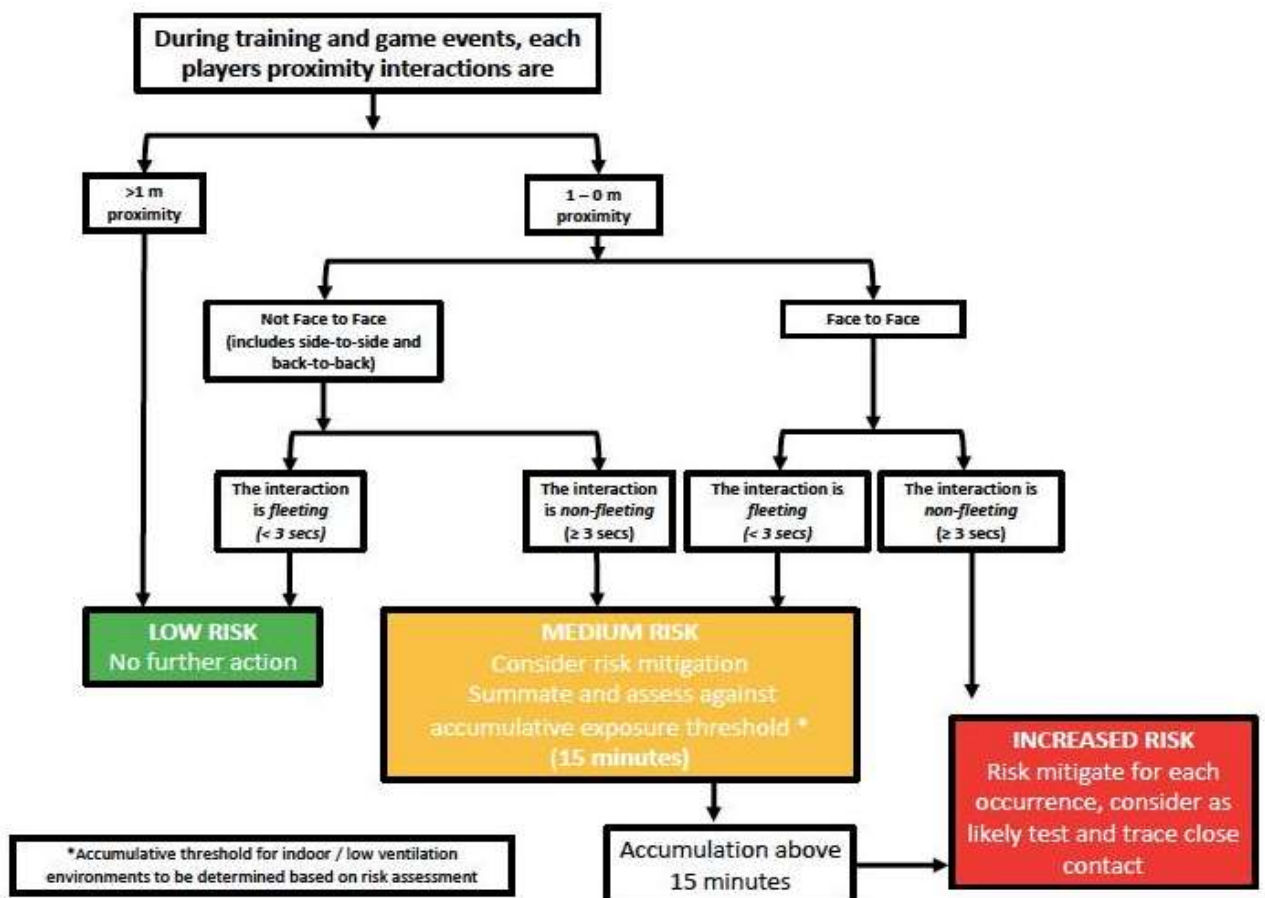 During training and game events, each
players proximity interactions are
>1 m
proximity
1 – 0 m
proximity
Not Face to Face
(includes side-to-side and
back-to-back)
Face to Face
The interaction
is fleeting
(< 3 secs)
The interaction
is non-fleeting
(≥ 3 secs)
The interaction is
fleeting
(< 3 secs)
The interaction is
non-fleeting
(≥ 3 secs)
LOW RISK
No further action
MEDIUM RISK
Consider risk mitigation
Summate and assess against
accumulative exposure threshold *
(15 minutes)
INCREASED RISK
Risk mitigate for each
occurrence, consider as
likely test and trace close
contact
Accumulation above
15 minutes
*Accumulative threshold for indoor / low ventilation
environments to be determined based on risk assessment